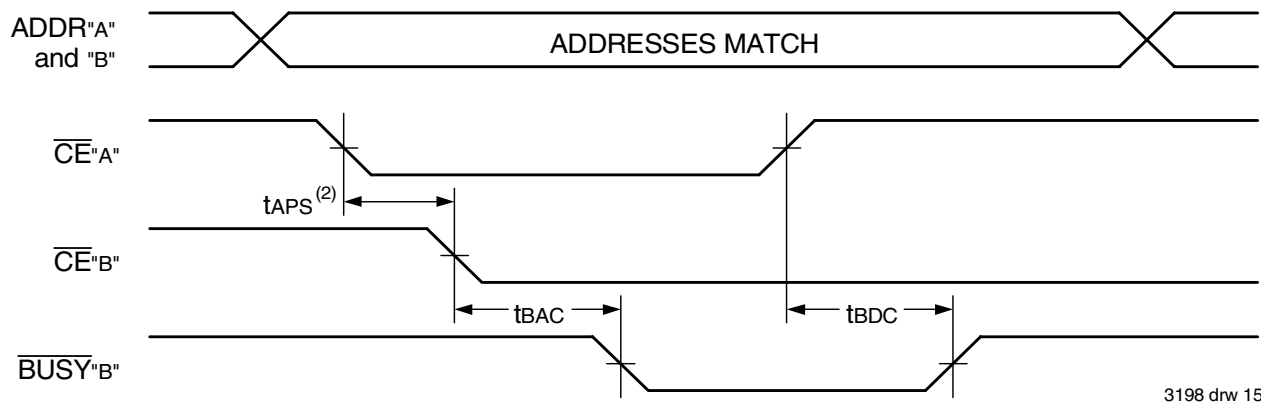 ADDR"A"
and "B"
ADDRESSES MATCH
CE"A"
tAPS(2)
CE"B"
tBAC
tBDC
BUSY"B"
3198 drw 15